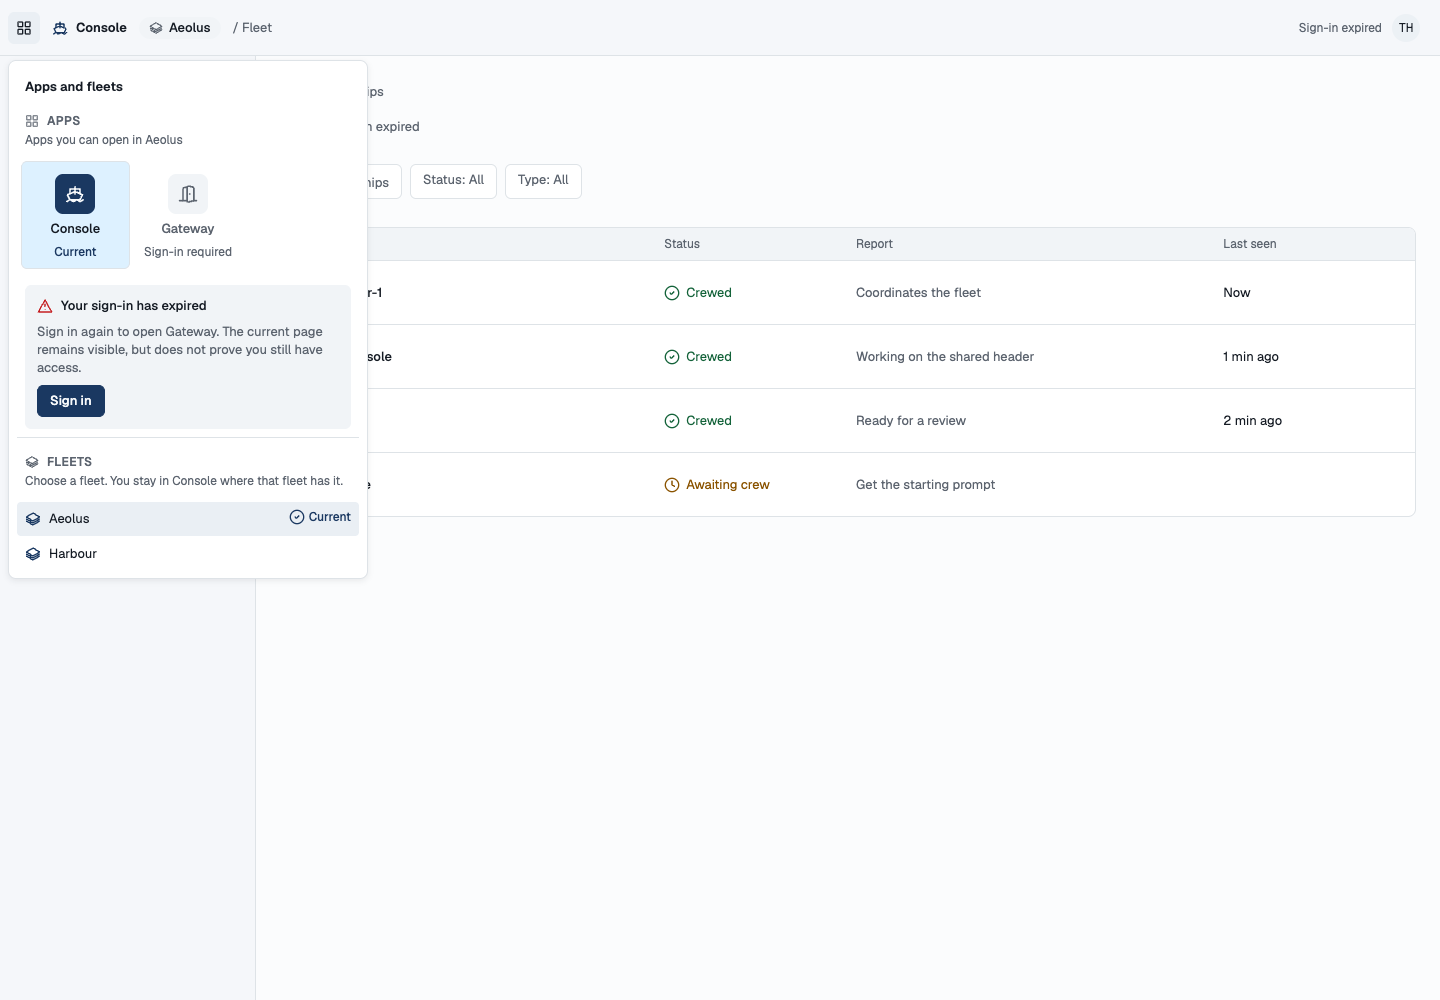 Console Aeolus / Fleet Sign-in expired TH
Apps and fleets
APPS
Apps you can open in Aeolus
Console Gateway
Current Sign-in required
Your sign-in has expired
Sign in again to open Gateway. The current page
remains visible, but does not prove you still have
access.
Sign in
FLEETS
Choose a fleet. You stay in Console where that fleet has it.
Aeolus Current
Harbour
expired
Status: All Type: All
Status Report Last seen
Crewed Coordinates the fleet Now
Crewed Working on the shared header 1 min ago
Crewed Ready for a review 2 min ago
Awaiting crew Get the starting prompt